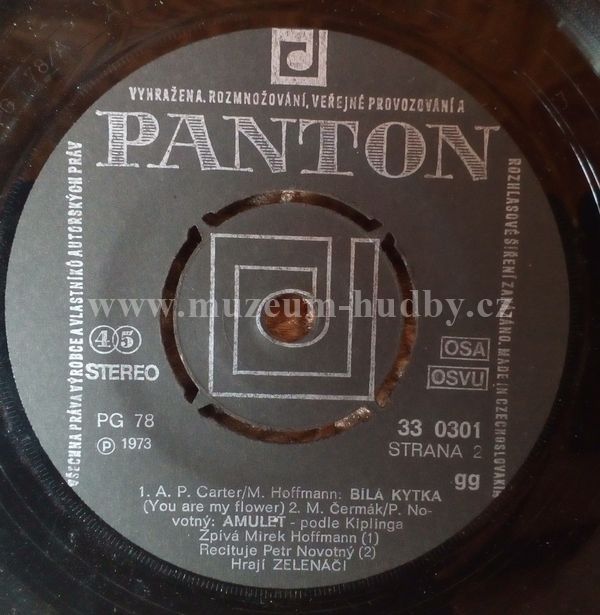 VYHRAŽENA. ROZMNOŽOVÁNÍ, VEŘEJNÉ PROVOZOVÁNÍ A
PANTON
VŠECHNA PRÁVA VÝROBCE A VLASTNÍKŮ AUTORSKÝCH PRÁV
ROZHLASOVÉ ŠÍŘENÍ ZAKÁZÁNO. MADE IN CZECHOSLOVAKIA
www.muzeum-hudby.cz
45
STEREO
OSA
OSVU
PG 78
Ⓟ 1973
33 0301
STRANA 2
gg
1. A. P. Carter/M. Hoffmann: BÍLÁ KYTKA
(You are my flower) 2. M. Čermák/P. No-
votný: AMULET - podle Kiplinga
Zpívá Mirek Hoffmann (1)
Recituje Petr Novotný (2)
Hrají ZELENÁČI